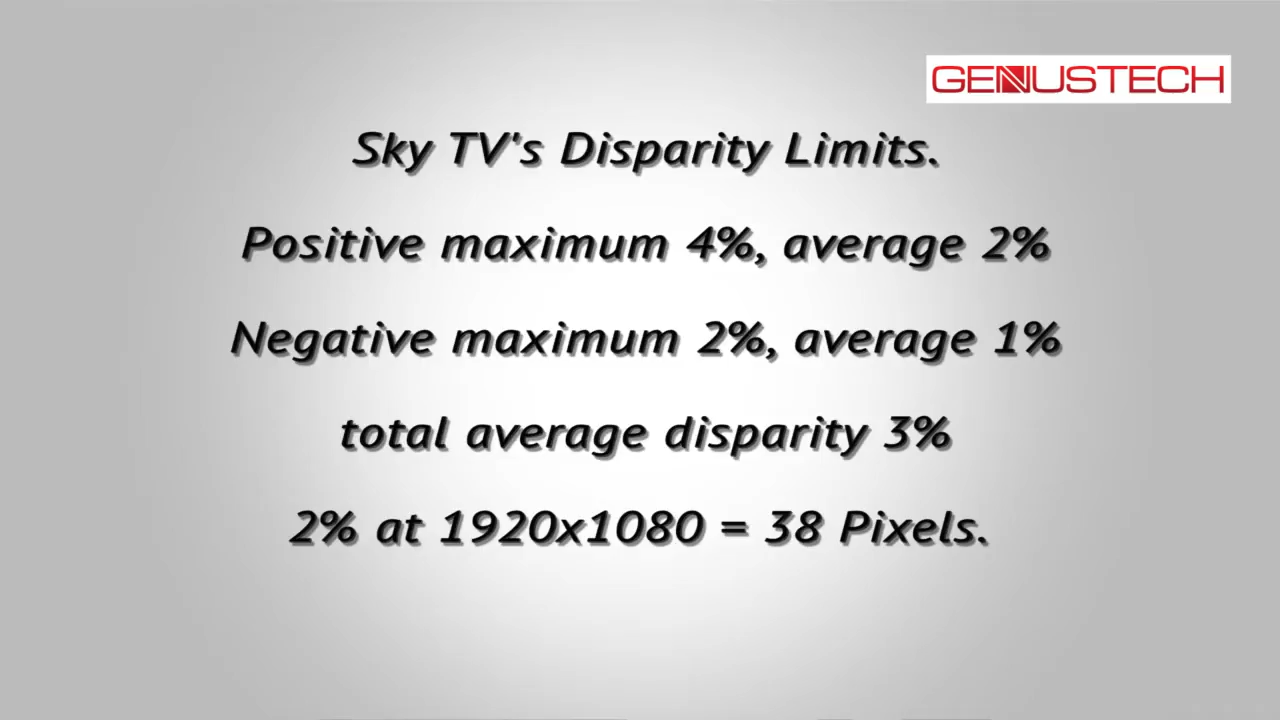 GENUSTECH
Sky TV's Disparity Limits.
Positive maximum 4%, average 2%
Negative maximum 2%, average 1%
total average disparity 3%
2% at 1920x1080 = 38 Pixels.